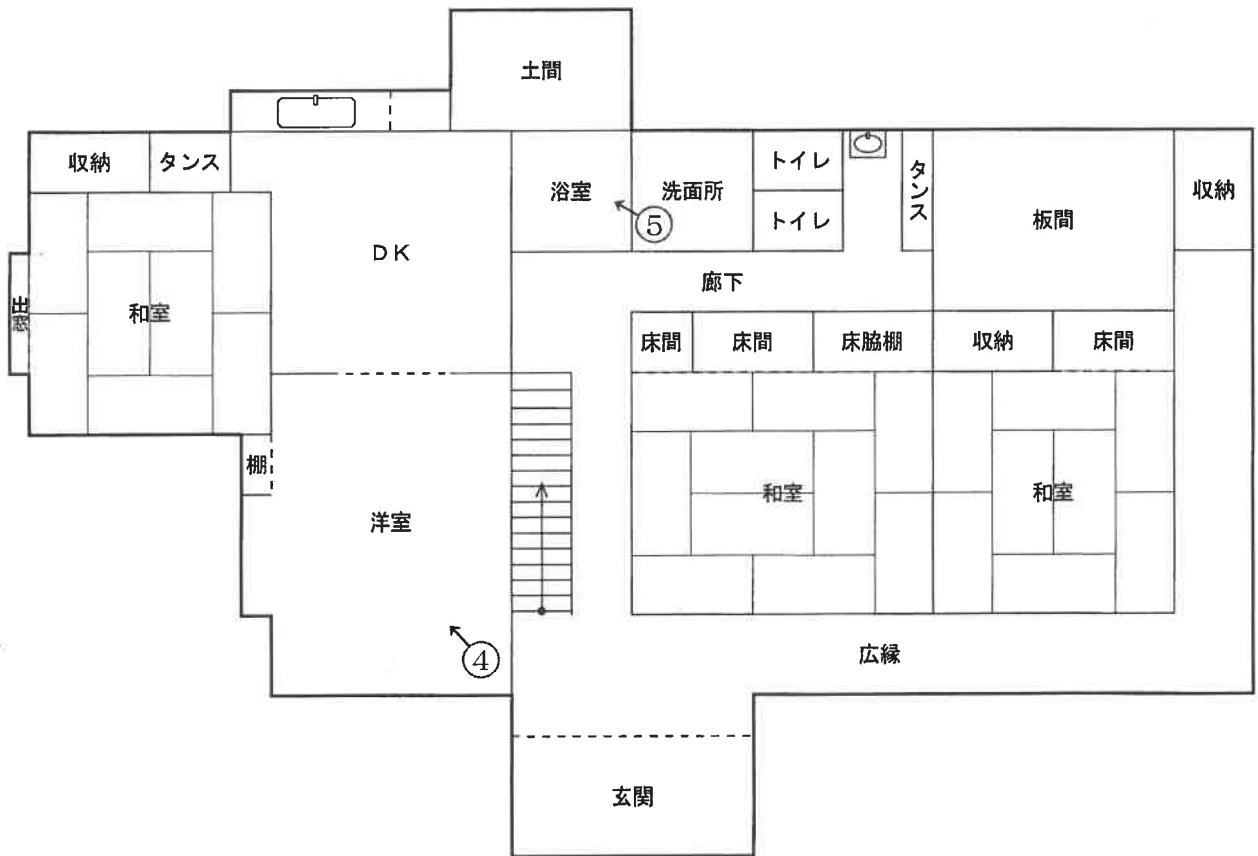 土間
収納
タンス
浴室
洗面所
トイレ
トイレ
タンス
板間
収納
DK
⑤
出窓
和室
廊下
床間
床間
床脇棚
収納
床間
棚
洋室
和室
和室
④
広縁
玄関